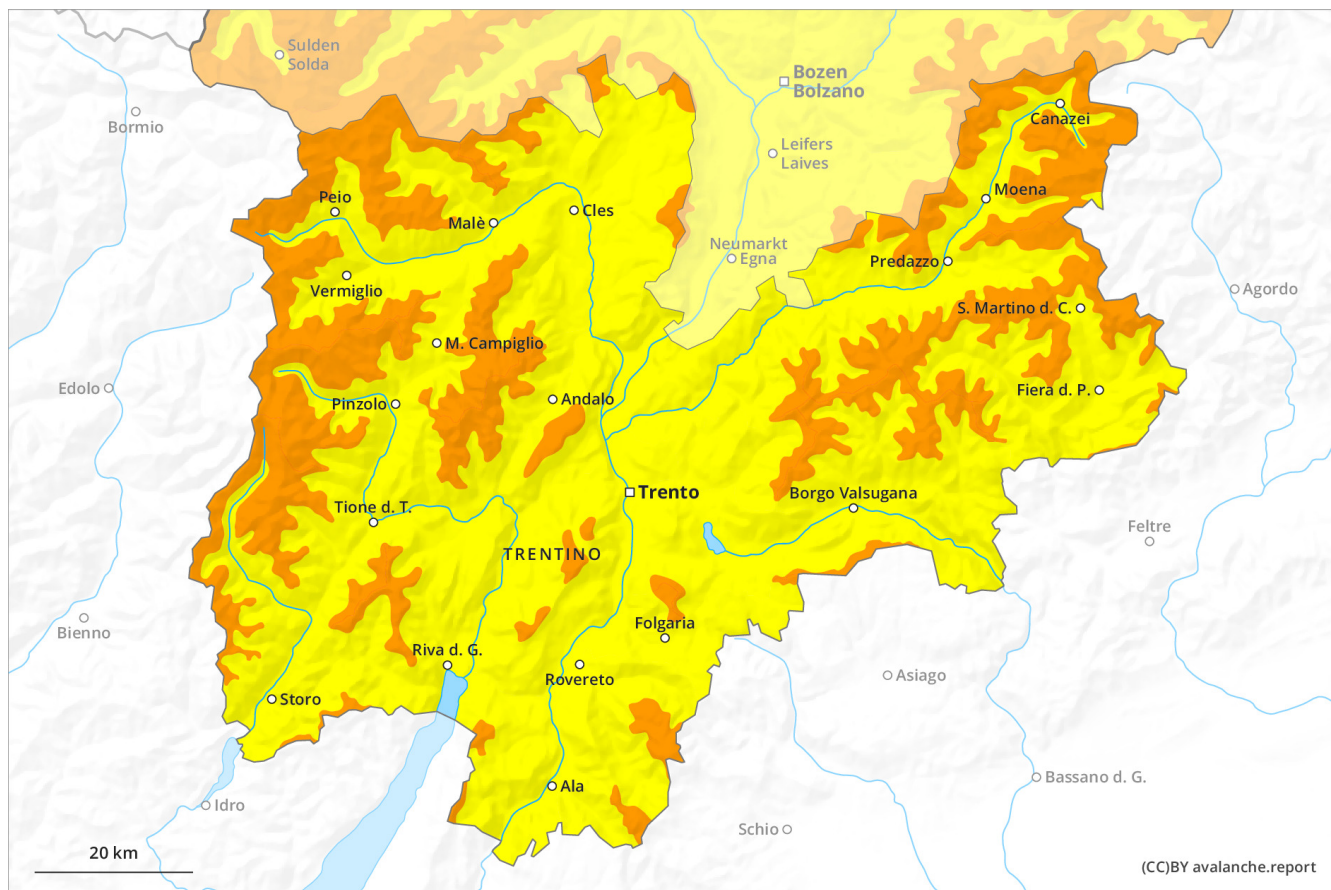 Sulden
Solda
Bozen
Bolzano
Bormio
Canazei
Leifers
Laives
Peio
Moena
Malè
Cles
Neumarkt
Egna
Predazzo
Vermiglio
Agordo
S. Martino d. C.
M. Campiglio
Edolo
Andalo
Fiera d. P.
Pinzolo
Trento
Borgo Valsugana
Tione d. T.
Feltre
TRENTINO
Bienno
Folgaria
Riva d. G.
Asiago
Rovereto
Storo
Bassano d. G.
Ala
Idro
Schio
20 km
(CC)BY avalanche.report